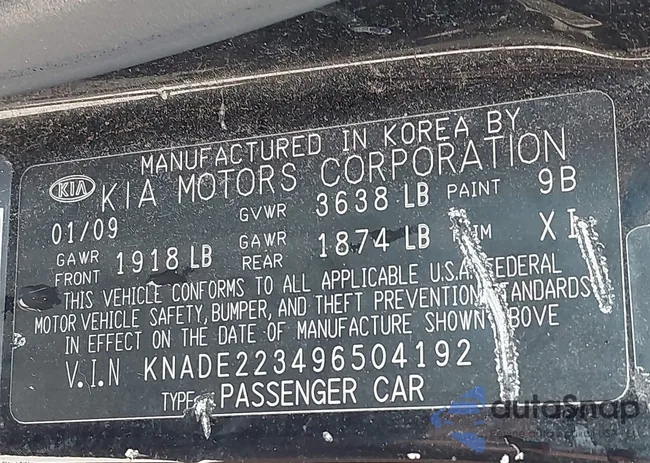 MANUFACTURED IN KOREA BY
KIA KIA MOTORS CORPORATION
01/09 GVWR 3638 LB PAINT 9B
GAWR FRONT 1918 LB GAWR REAR 1874 LB IM XI
THIS VEHICLE CONFORMS TO ALL APPLICABLE U.S.A. FEDERAL
MOTOR VEHICLE SAFETY, BUMPER, AND THEFT PREVENTION STANDARDS
IN EFFECT ON THE DATE OF MANUFACTURE SHOWN ABOVE
V.I.N KNADE223496504192
TYPE PASSENGER CAR
autoSnap